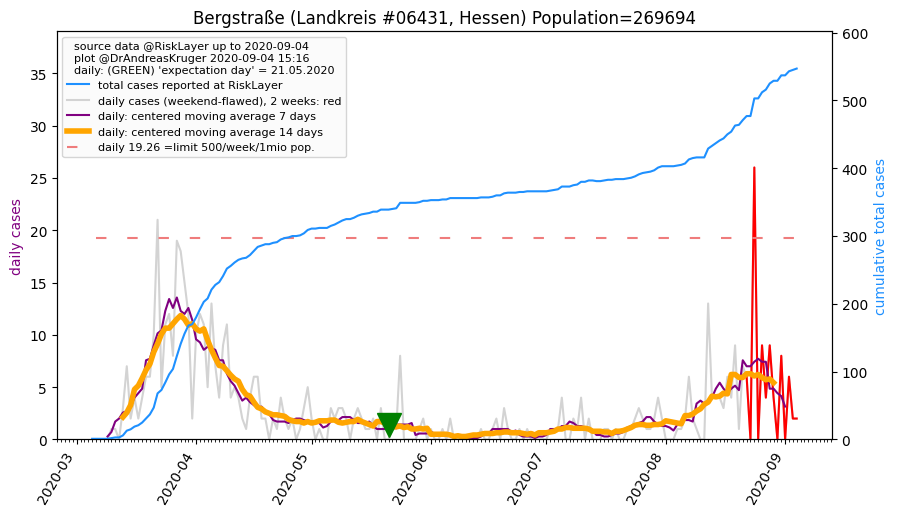 Bergstraße (Landkreis #06431, Hessen) Population=269694
source data @RiskLayer up to 2020-09-04
plot @DrAndreasKruger 2020-09-04 15:16
daily: (GREEN) 'expectation day' = 21.05.2020
total cases reported at RiskLayer
daily cases (weekend-flawed), 2 weeks: red
daily: centered moving average 7 days
daily: centered moving average 14 days
daily 19.26 =limit 500/week/1mio pop.
daily cases
35
30
25
20
15
10
5
0
cumulative total cases
600
500
400
300
200
100
0
2020-03
2020-04
2020-05
2020-06
2020-07
2020-08
2020-09